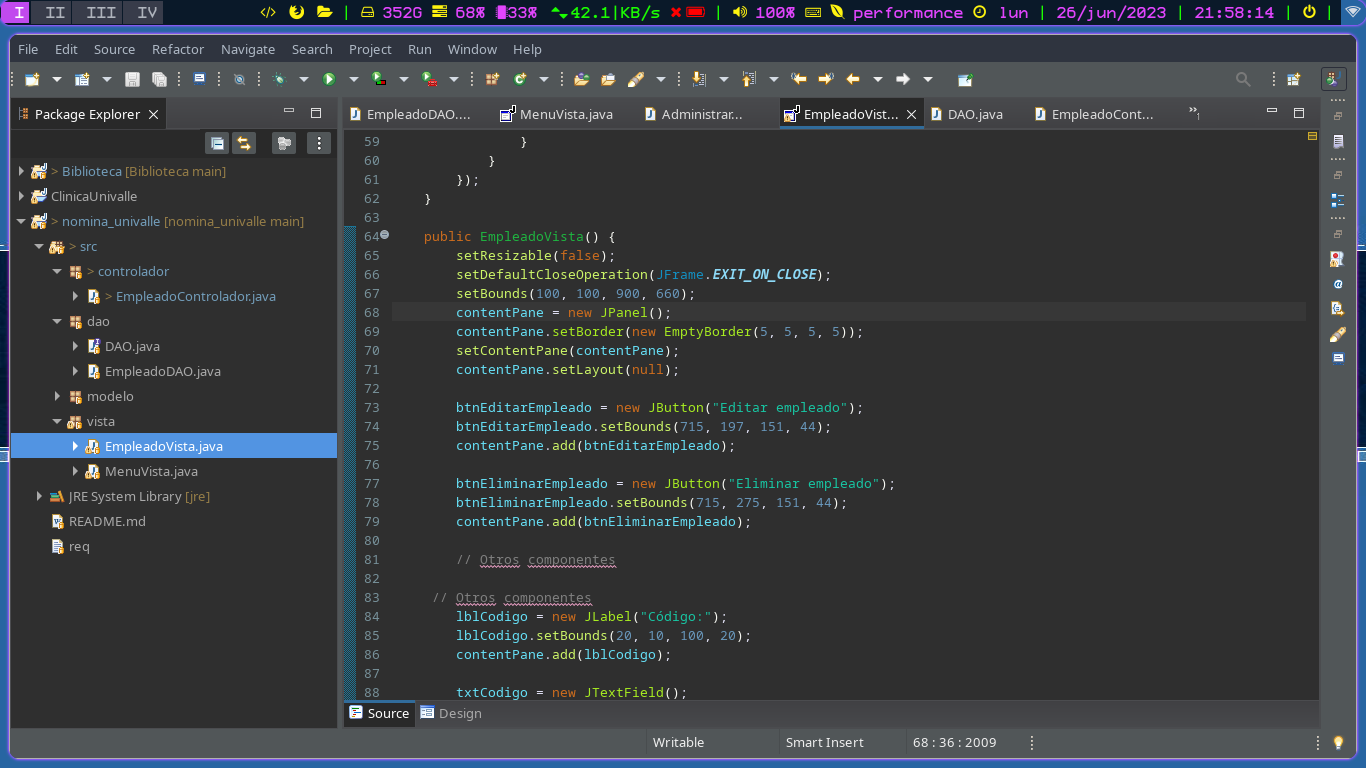 I II III IV 352G 68% 33% 42.1|KB/s 100% performance lun | 26/jun/2023 | 21:58:14 |
File Edit Source Refactor Navigate Search Project Run Window Help
Package Explorer
EmpleadoDAO.... MenuVista.java Administrar... EmpleadoVist... DAO.java EmpleadoCont...
> Biblioteca [Biblioteca main]
ClinicaUnivalle
> nomina_univalle [nomina_univalle main]
> src
> controlador
> EmpleadoControlador.java
dao
DAO.java
EmpleadoDAO.java
modelo
vista
EmpleadoVista.java
MenuVista.java
JRE System Library [jre]
README.md
req
59 }
60 }
61 });
62 }
63
64 public EmpleadoVista() {
65 setResizable(false);
66 setDefaultCloseOperation(JFrame.EXIT_ON_CLOSE);
67 setBounds(100, 100, 900, 660);
68 contentPane = new JPanel();
69 contentPane.setBorder(new EmptyBorder(5, 5, 5, 5));
70 setContentPane(contentPane);
71 contentPane.setLayout(null);
72
73 btnEditarEmpleado = new JButton("Editar empleado");
74 btnEditarEmpleado.setBounds(715, 197, 151, 44);
75 contentPane.add(btnEditarEmpleado);
76
77 btnEliminarEmpleado = new JButton("Eliminar empleado");
78 btnEliminarEmpleado.setBounds(715, 275, 151, 44);
79 contentPane.add(btnEliminarEmpleado);
80
81 // Otros componentes
82
83 // Otros componentes
84 lblCodigo = new JLabel("Código:");
85 lblCodigo.setBounds(20, 10, 100, 20);
86 contentPane.add(lblCodigo);
87
88 txtCodigo = new JTextField();
Source Design
Writable Smart Insert 68 : 36 : 2009